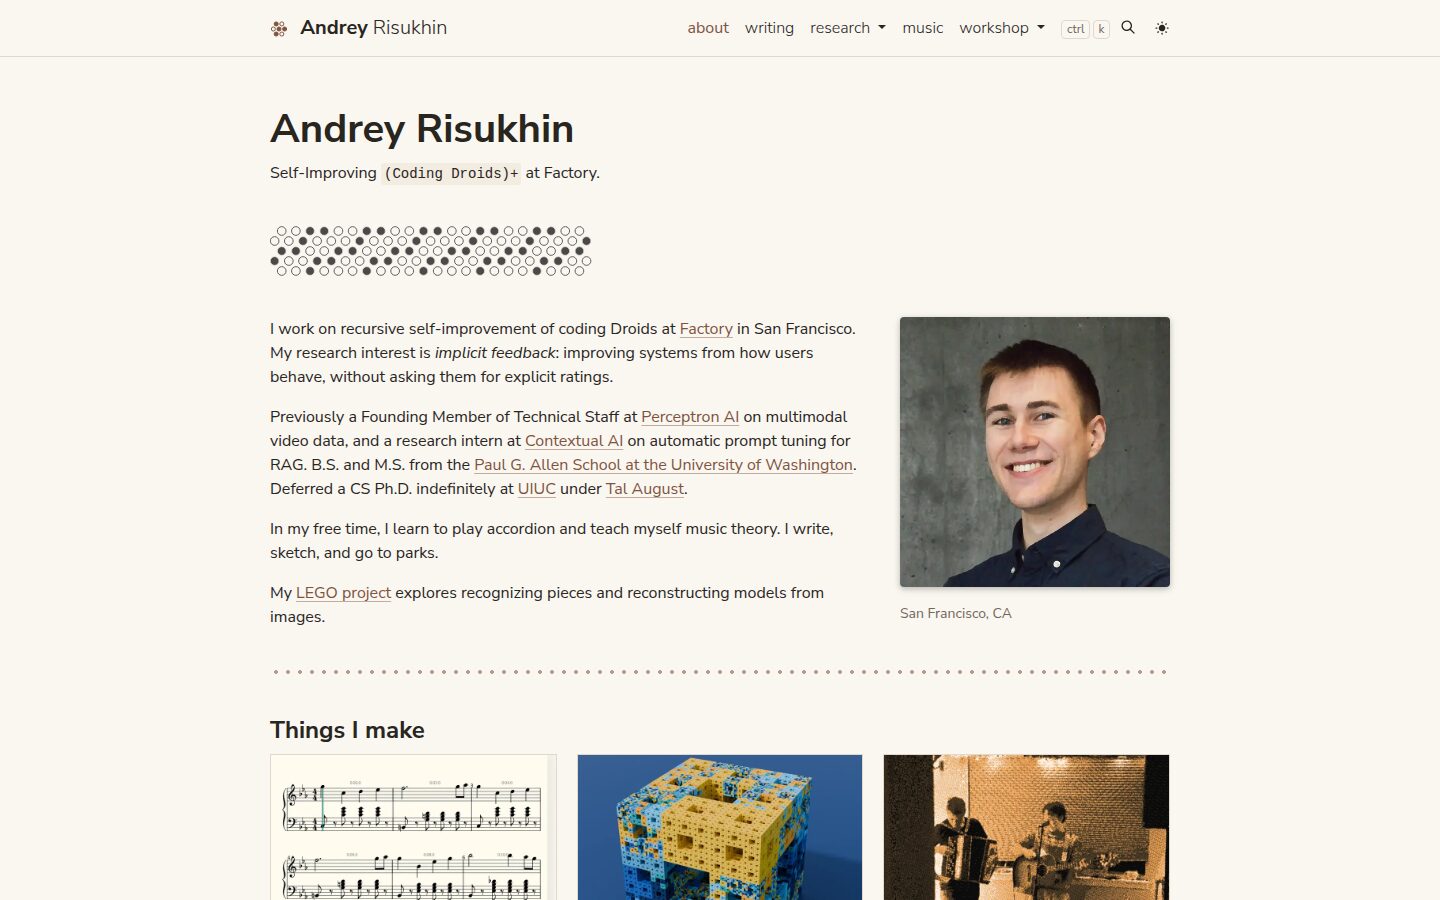 Andrey Risukhin
about writing research music workshop ctrl k
Andrey Risukhin
Self-Improving (Coding Droids)+ at Factory.
I work on recursive self-improvement of coding Droids at Factory in San Francisco.
My research interest is implicit feedback: improving systems from how users
behave, without asking them for explicit ratings.
Previously a Founding Member of Technical Staff at Perceptron AI on multimodal
video data, and a research intern at Contextual AI on automatic prompt tuning for
RAG. B.S. and M.S. from the Paul G. Allen School at the University of Washington.
Deferred a CS Ph.D. indefinitely at UIUC under Tal August.
In my free time, I learn to play accordion and teach myself music theory. I write,
sketch, and go to parks.
My LEGO project explores recognizing pieces and reconstructing models from
images.
San Francisco, CA
Things I make